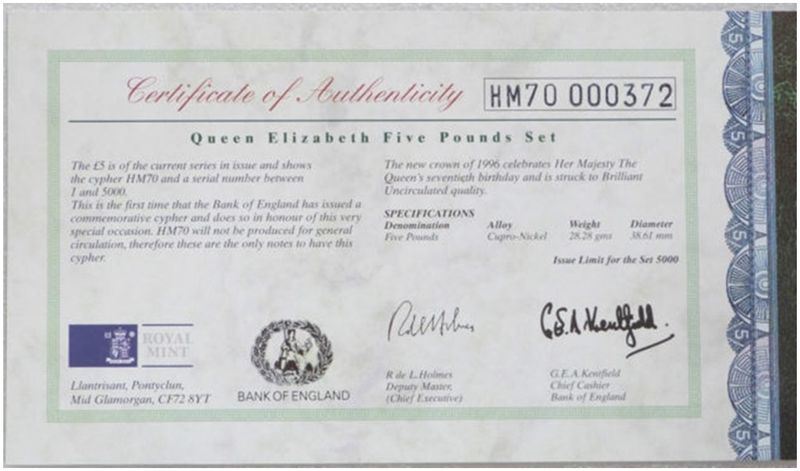 Certificate of Authenticity
HM70 000372
Queen Elizabeth Five Pounds Set
The £5 is of the current series in issue and shows
the cypher HM70 and a serial number between
1 and 5000.
This is the first time that the Bank of England has issued a
commemorative cypher and does so in honour of this very
special occasion. HM70 will not be produced for general
circulation, therefore these are the only notes to have this
cypher.
The new crown of 1996 celebrates Her Majesty The
Queen's seventieth birthday and is struck to Brilliant
Uncirculated quality.
SPECIFICATIONS
Denomination Alloy Weight Diameter
Five Pounds Cupro-Nickel 28.28 gms 38.61 mm
Issue Limit for the Set 5000
ROYAL
MINT
Llantrisant, Pontyclun,
Mid Glamorgan, CF72 8YT
BANK OF ENGLAND
R de L Holmes
R de L.Holmes
Deputy Master,
(Chief Executive)
G.E.A. Kentfield
G.E.A. Kentfield
Chief Cashier
Bank of England